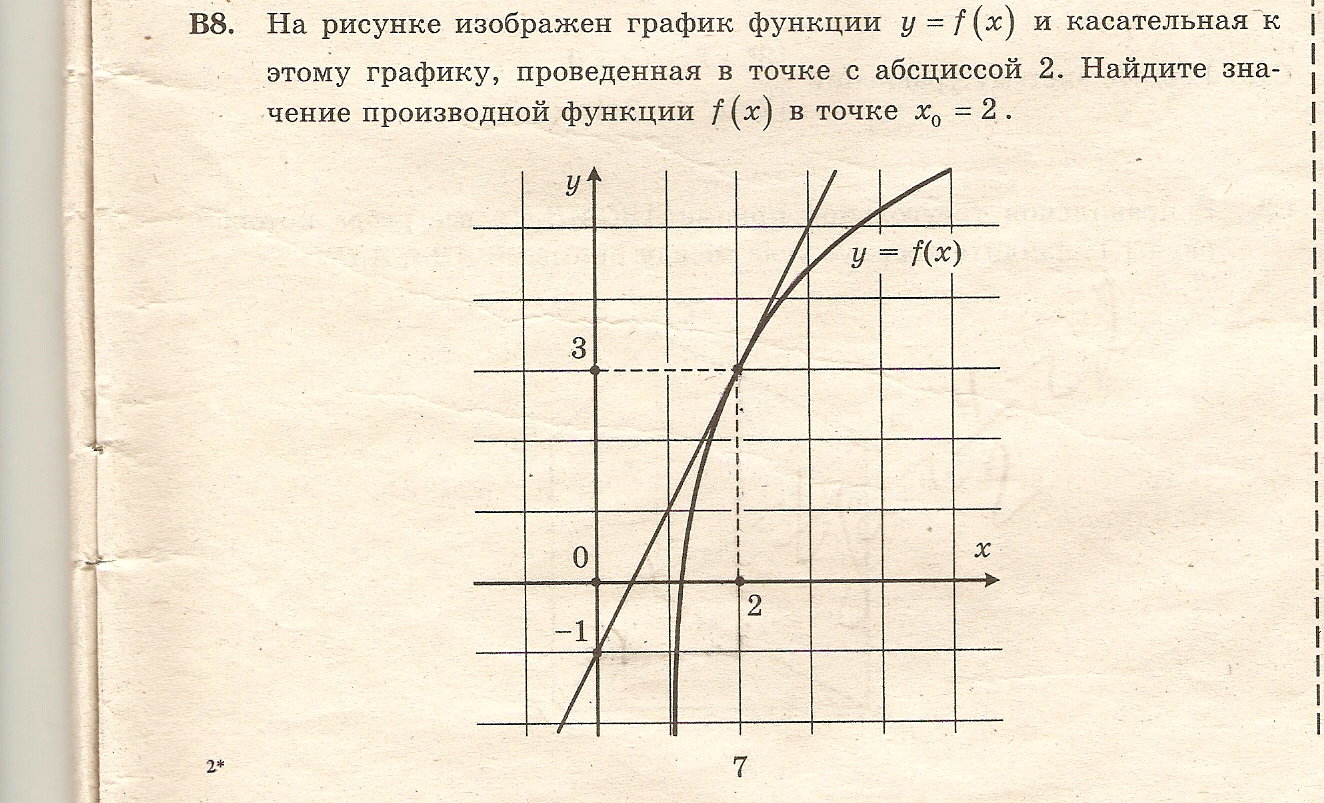 В8. На рисунке изображен график функции y = f(x) и касательная к
этому графику, проведенная в точке с абсциссой 2. Найдите зна-
чение производной функции f(x) в точке x₀ = 2.
y
y = f(x)
3
0
x
2
−1
2*
7